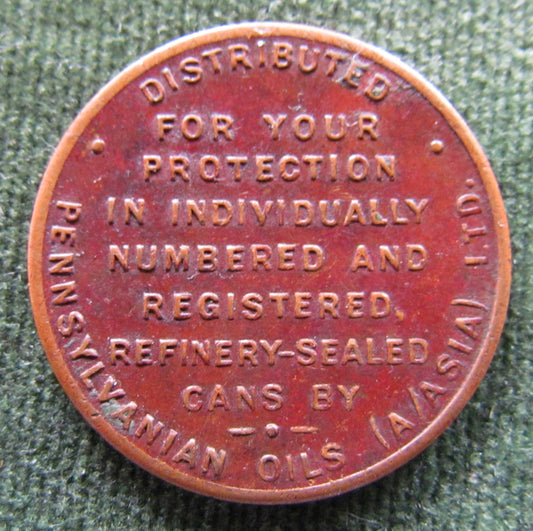 DISTRIBUTED
FOR YOUR
PROTECTION
IN INDIVIDUALLY
NUMBERED AND
REGISTERED,
REFINERY-SEALED
CANS BY
PENNSYLVANIAN OILS (A/ASIA) LTD.